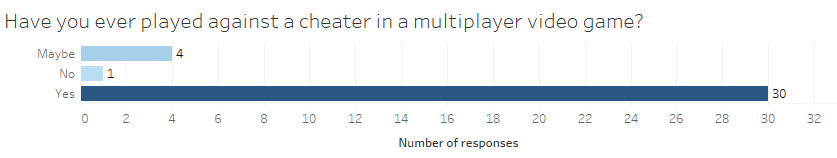 Have you ever played against a cheater in a multiplayer video game?
Maybe 4
No 1
Yes 30
0 2 4 6 8 10 12 14 16 18 20 22 24 26 28 30 32
Number of responses